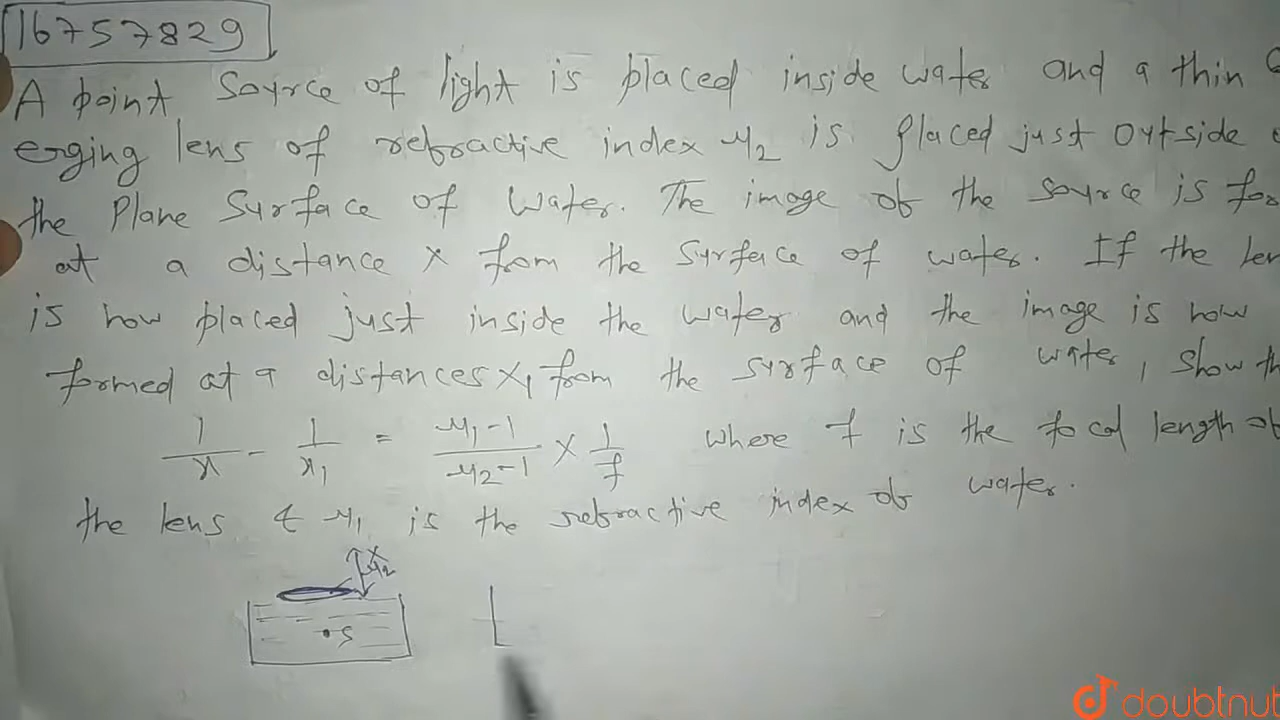 16757829
A point Source of light is placed inside water and a thin
erging lens of refractive index μ2 is placed just outside
the Plane Surface of water. The image of the source is for
at a distance x from the surface of water. If the len
is now placed just inside the water and the image is now
formed at a distances x1 from the surface of water, show th
1/x - 1/x1 = μ1-1/μ2-1 × 1/f where f is the focal length of
the lens & μ1 is the refractive index of water.
x
μ2
S
doubtnut